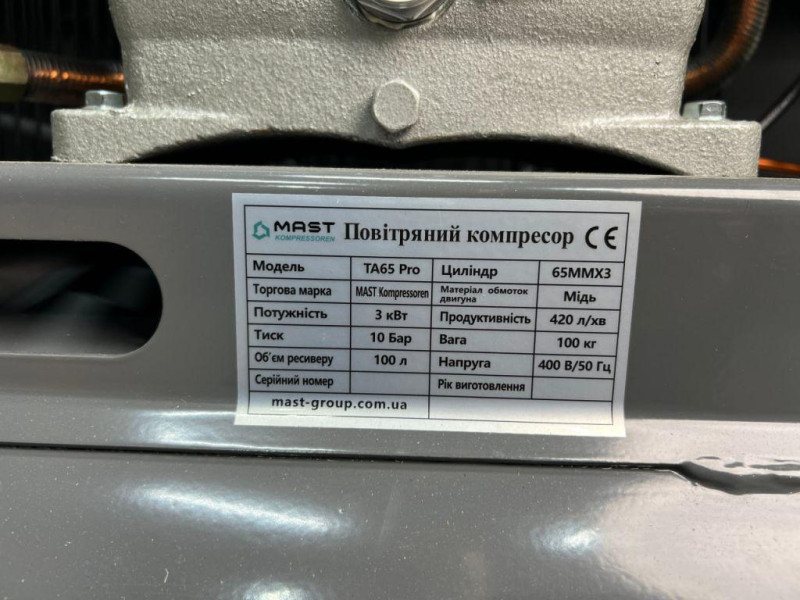 MAST KOMPRESSOREN Повітряний компресор CE
Модель TA65 Pro Циліндр 65MMX3
Торгова марка MAST Kompressoren Матеріал обмоток двигуна Мідь
Потужність 3 кВт Продуктивність 420 л/хв
Тиск 10 Бар Вага 100 кг
Об'єм ресиверу 100 л Напруга 400 В/50 Гц
Серійний номер Рік виготовлення
mast-group.com.ua